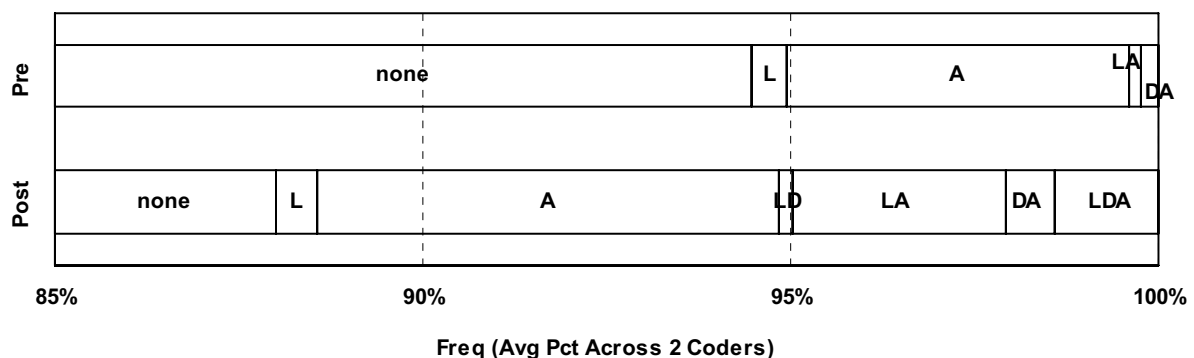 Pre
none
L
A
LA
DA
Post
none
L
A
LD
LA
DA
LDA
85%
90%
95%
100%
Freq (Avg Pct Across 2 Coders)